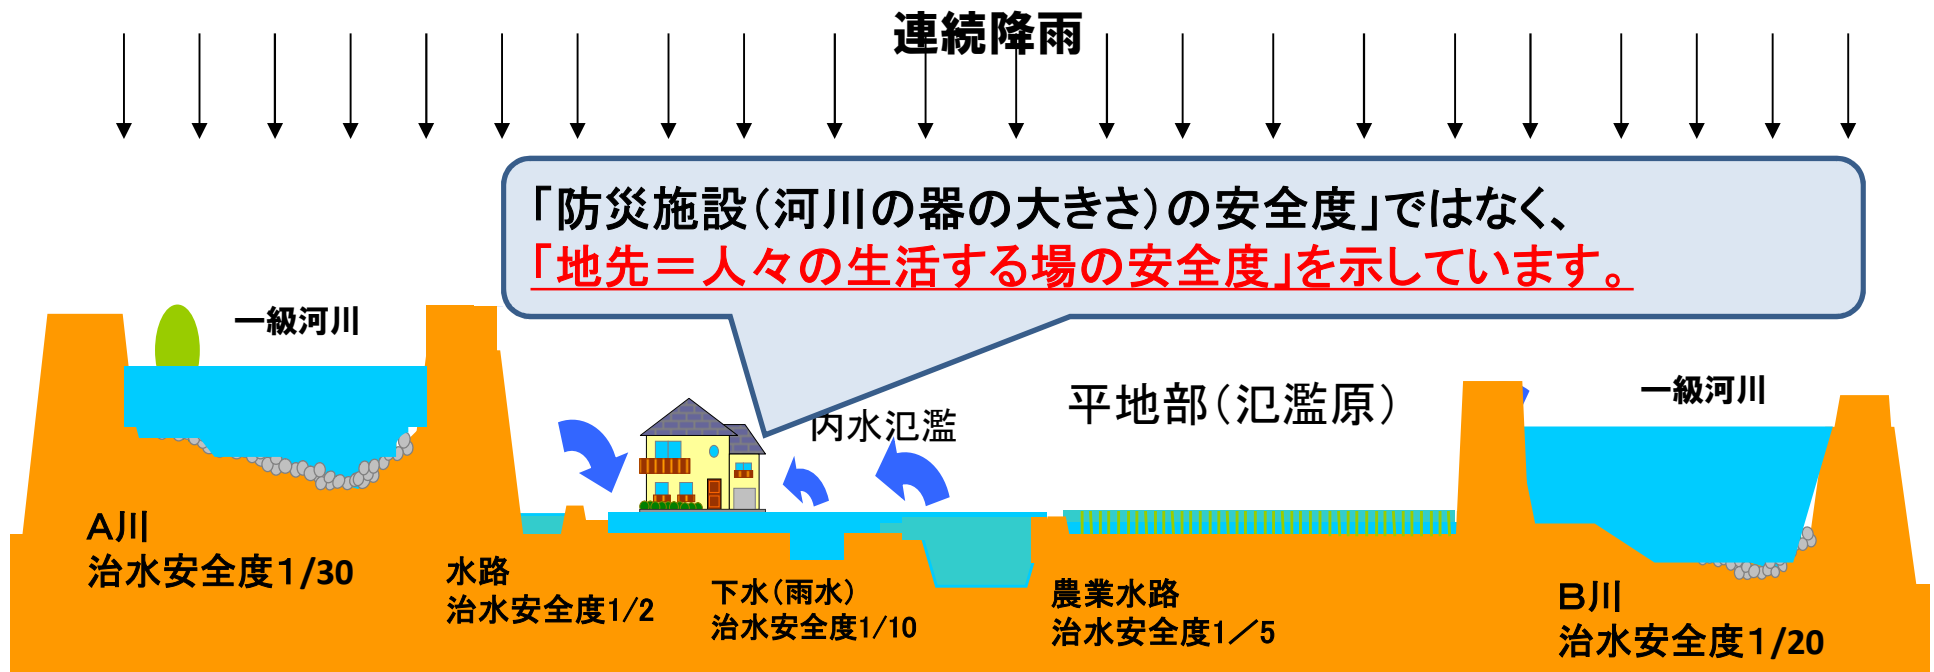 連続降雨
「防災施設（河川の器の大きさ）の安全度」ではなく、
「地先＝人々の生活する場の安全度」を示しています。
一級河川
平地部（氾濫原）
一級河川
内水氾濫
A川
治水安全度1/30
水路
治水安全度1/2
下水（雨水）
治水安全度1/10
農業水路
治水安全度1／5
B川
治水安全度1/20